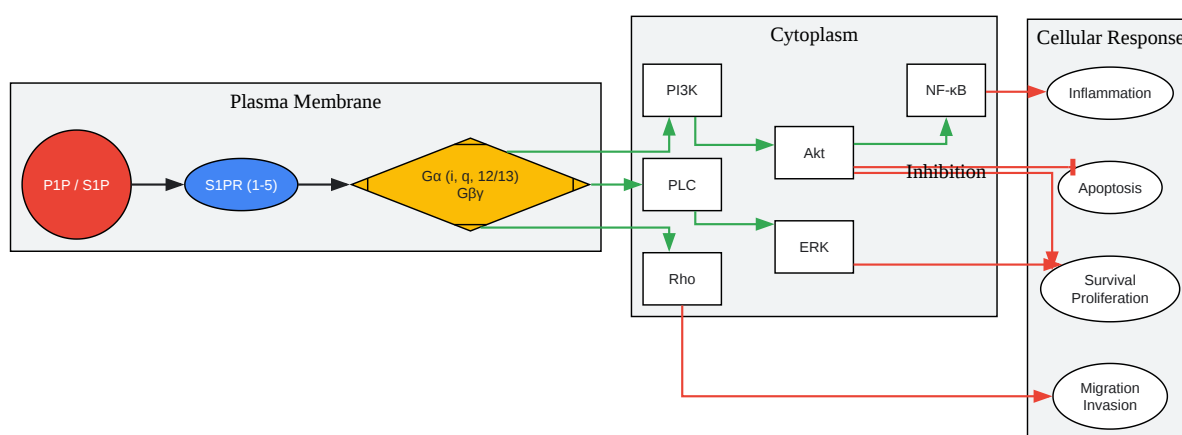 Plasma Membrane
P1P / S1P
S1PR (1-5)
Gα (i, q, 12/13)
Gβγ
Cytoplasm
PI3K
NF-κB
Akt
PLC
Inhibition
ERK
Rho
Cellular Response
Inflammation
Apoptosis
Survival
Proliferation
Migration
Invasion